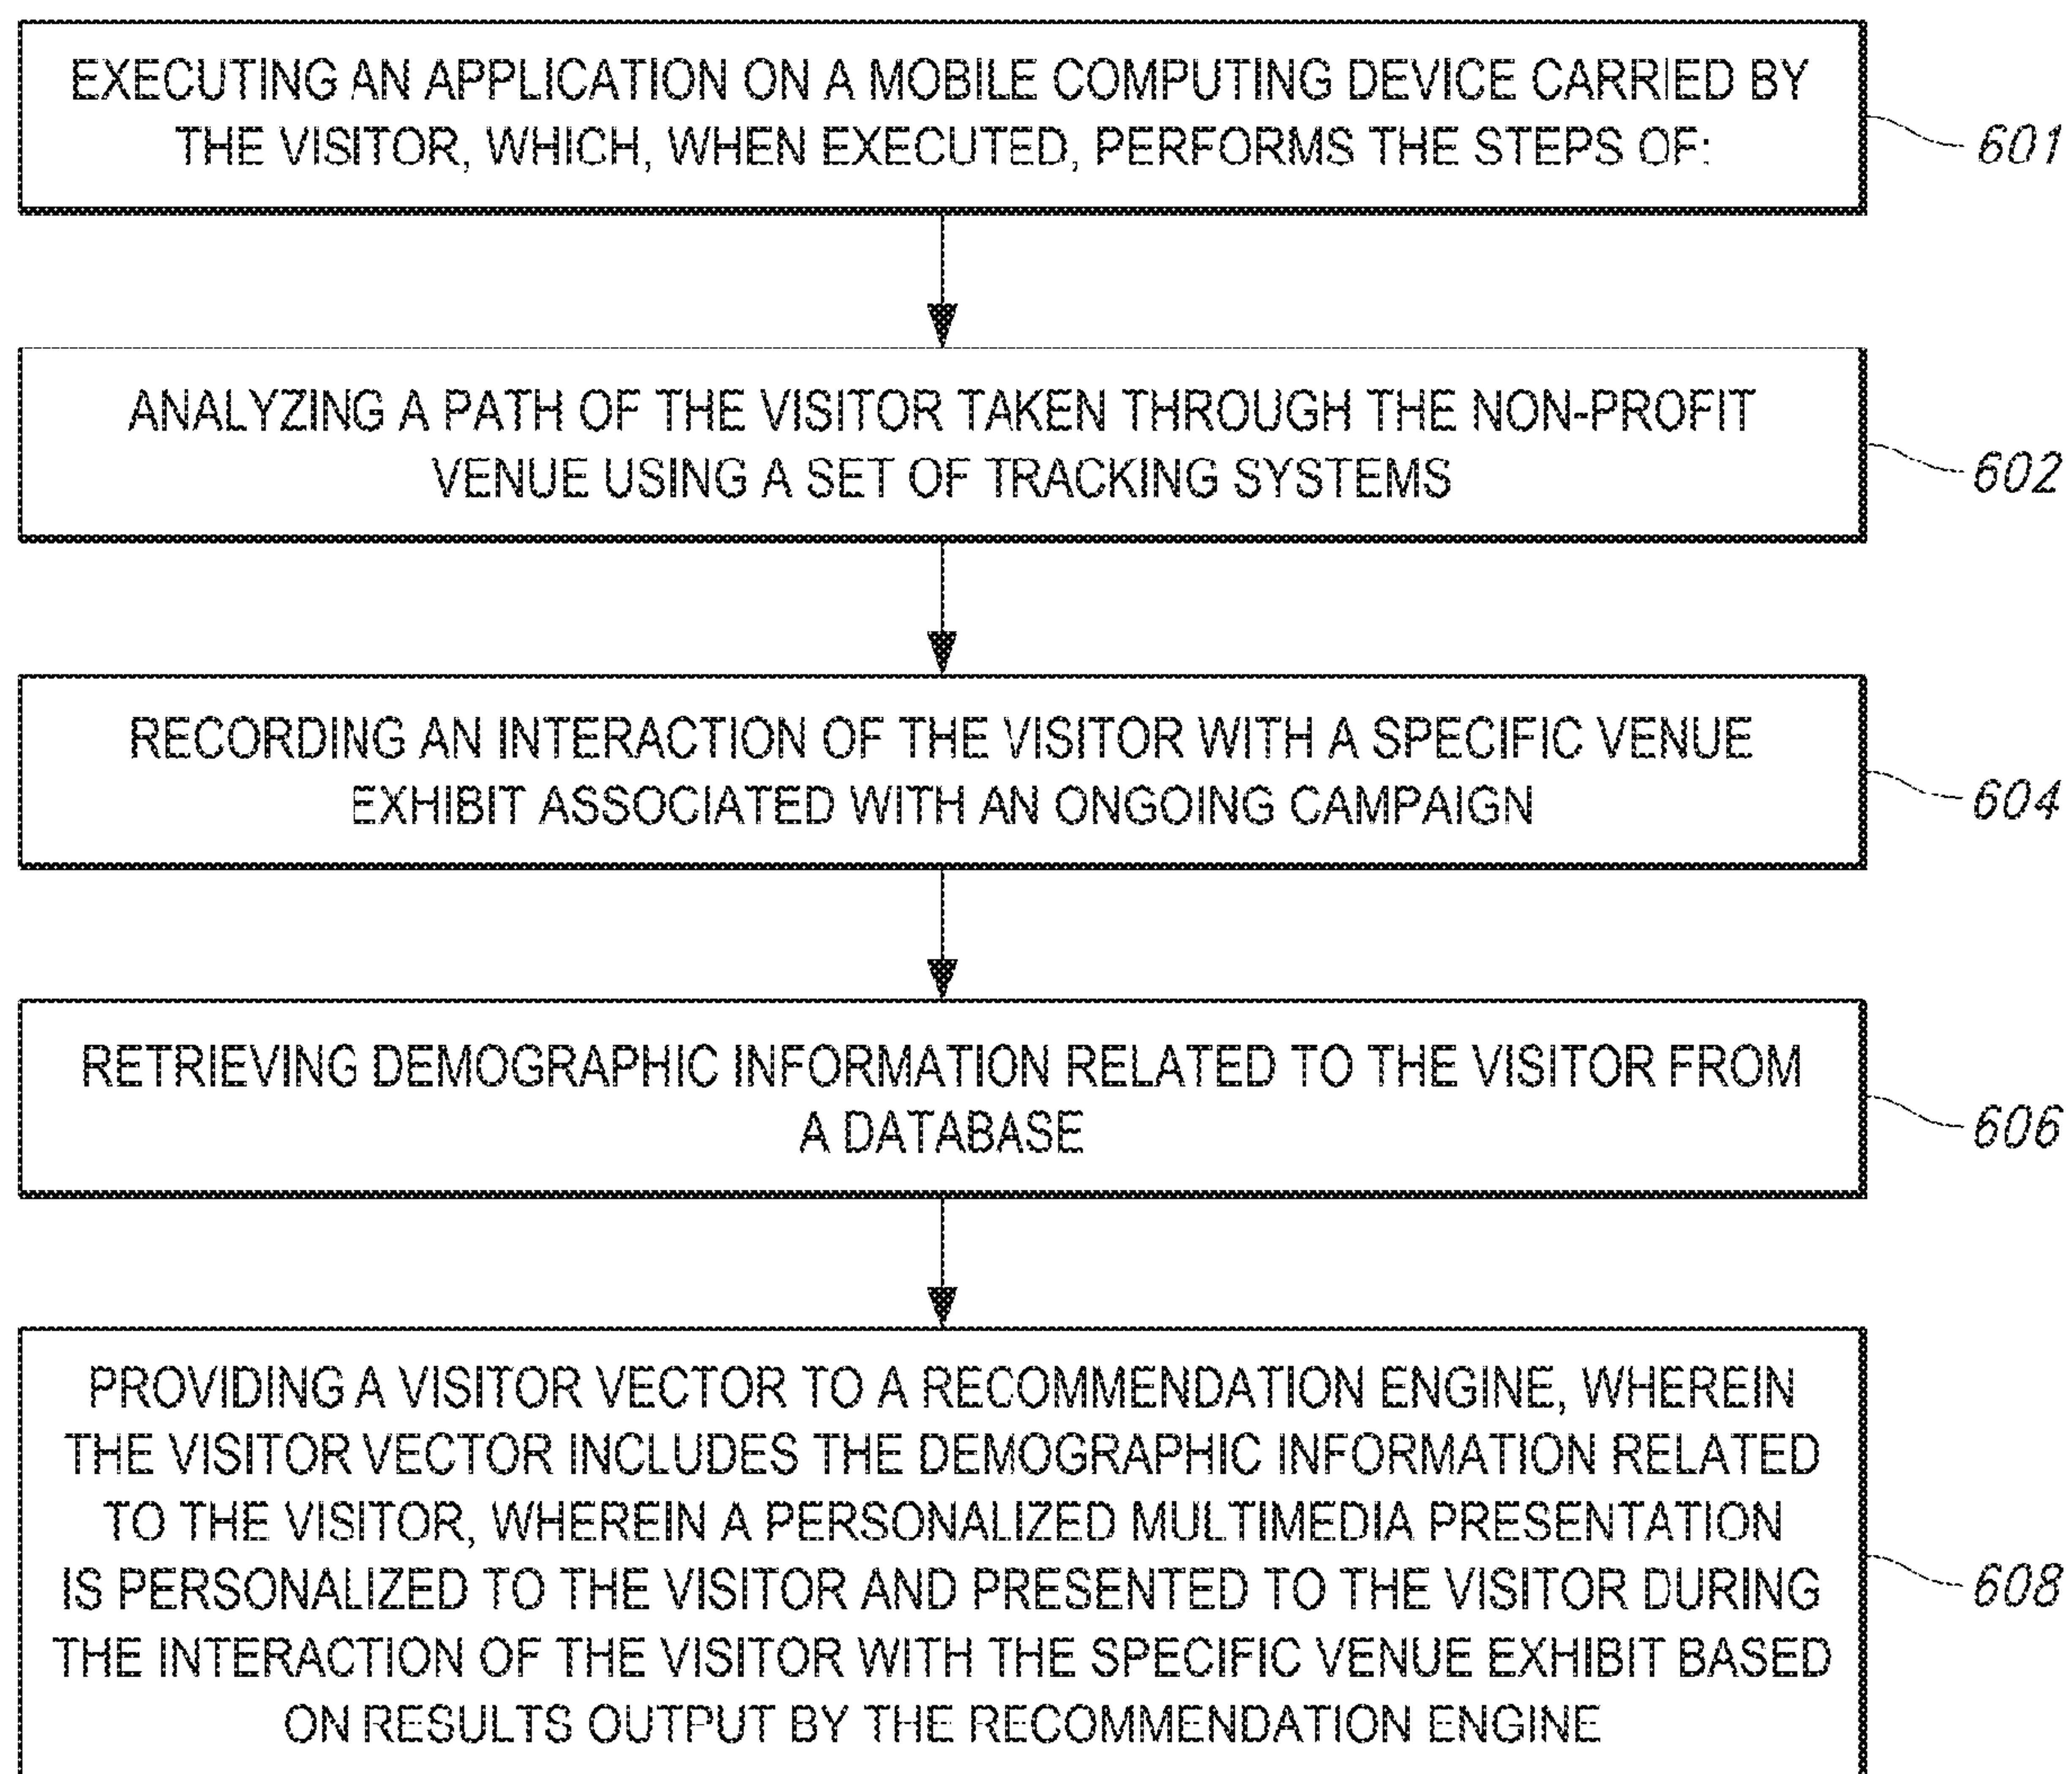 EXECUTING AN APPLICATION ON A MOBILE COMPUTING DEVICE CARRIED BY
THE VISITOR, WHICH, WHEN EXECUTED, PERFORMS THE STEPS OF:
601
ANALYZING A PATH OF THE VISITOR TAKEN THROUGH THE NON-PROFIT
VENUE USING A SET OF TRACKING SYSTEMS
602
RECORDING AN INTERACTION OF THE VISITOR WITH A SPECIFIC VENUE
EXHIBIT ASSOCIATED WITH AN ONGOING CAMPAIGN
604
RETRIEVING DEMOGRAPHIC INFORMATION RELATED TO THE VISITOR FROM
A DATABASE
606
PROVIDING A VISITOR VECTOR TO A RECOMMENDATION ENGINE, WHEREIN
THE VISITOR VECTOR INCLUDES THE DEMOGRAPHIC INFORMATION RELATED
TO THE VISITOR, WHEREIN A PERSONALIZED MULTIMEDIA PRESENTATION
IS PERSONALIZED TO THE VISITOR AND PRESENTED TO THE VISITOR DURING
THE INTERACTION OF THE VISITOR WITH THE SPECIFIC VENUE EXHIBIT BASED
ON RESULTS OUTPUT BY THE RECOMMENDATION ENGINE
608